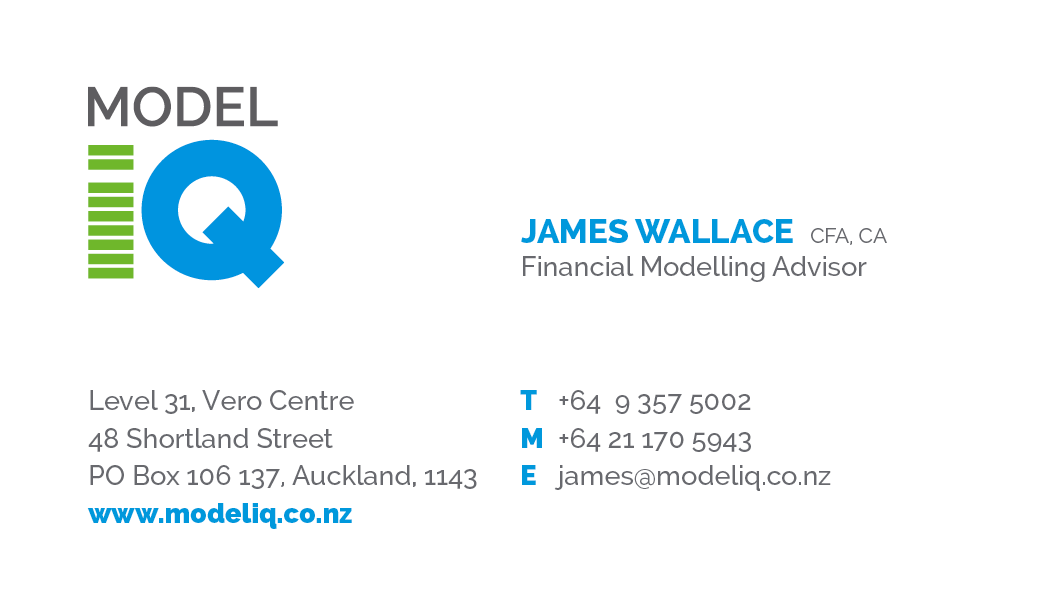 MODEL
IQ
JAMES WALLACE CFA, CA
Financial Modelling Advisor
Level 31, Vero Centre
48 Shortland Street
PO Box 106 137, Auckland, 1143
www.modeliq.co.nz
T +64 9 357 5002
M +64 21 170 5943
E james@modeliq.co.nz